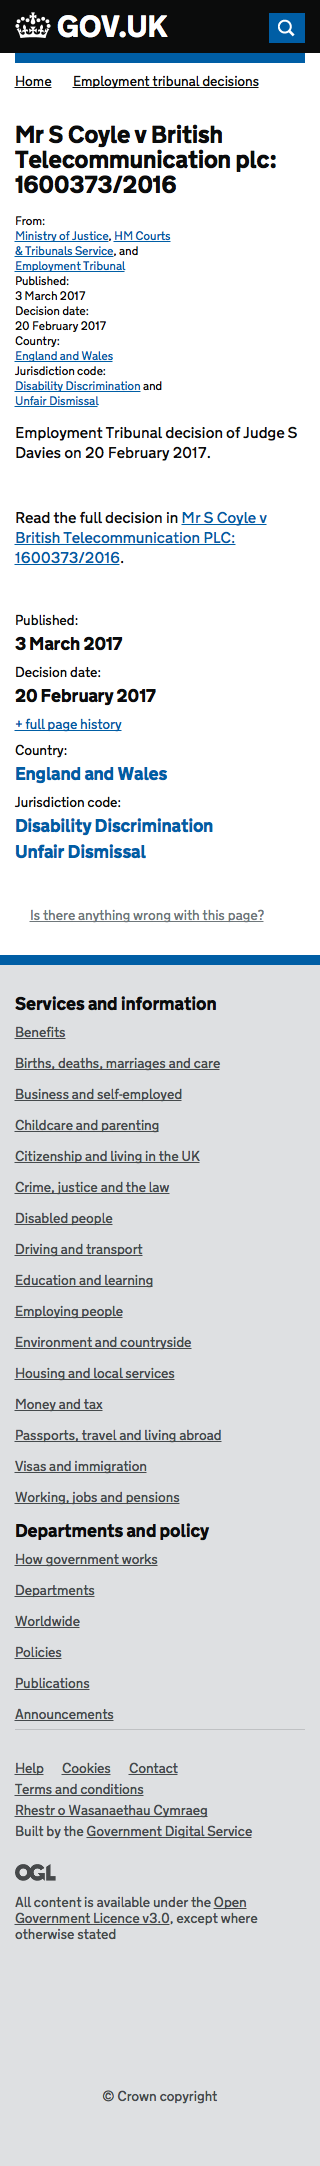 GOV.UK
Home Employment tribunal decisions
Mr S Coyle v British
Telecommunication plc:
1600373/2016
From:
Ministry of Justice, HM Courts
& Tribunals Service, and
Employment Tribunal
Published:
3 March 2017
Decision date:
20 February 2017
Country:
England and Wales
Jurisdiction code:
Disability Discrimination and
Unfair Dismissal
Employment Tribunal decision of Judge S
Davies on 20 February 2017.
Read the full decision in Mr S Coyle v
British Telecommunication PLC:
1600373/2016.
Published:
3 March 2017
Decision date:
20 February 2017
+ full page history
Country:
England and Wales
Jurisdiction code:
Disability Discrimination
Unfair Dismissal
Is there anything wrong with this page?
Services and information
Benefits
Births, deaths, marriages and care
Business and self-employed
Childcare and parenting
Citizenship and living in the UK
Crime, justice and the law
Disabled people
Driving and transport
Education and learning
Employing people
Environment and countryside
Housing and local services
Money and tax
Passports, travel and living abroad
Visas and immigration
Working, jobs and pensions
Departments and policy
How government works
Departments
Worldwide
Policies
Publications
Announcements
Help Cookies Contact
Terms and conditions
Rhestr o Wasanaethau Cymraeg
Built by the Government Digital Service
OGL
All content is available under the Open
Government Licence v3.0, except where
otherwise stated
© Crown copyright